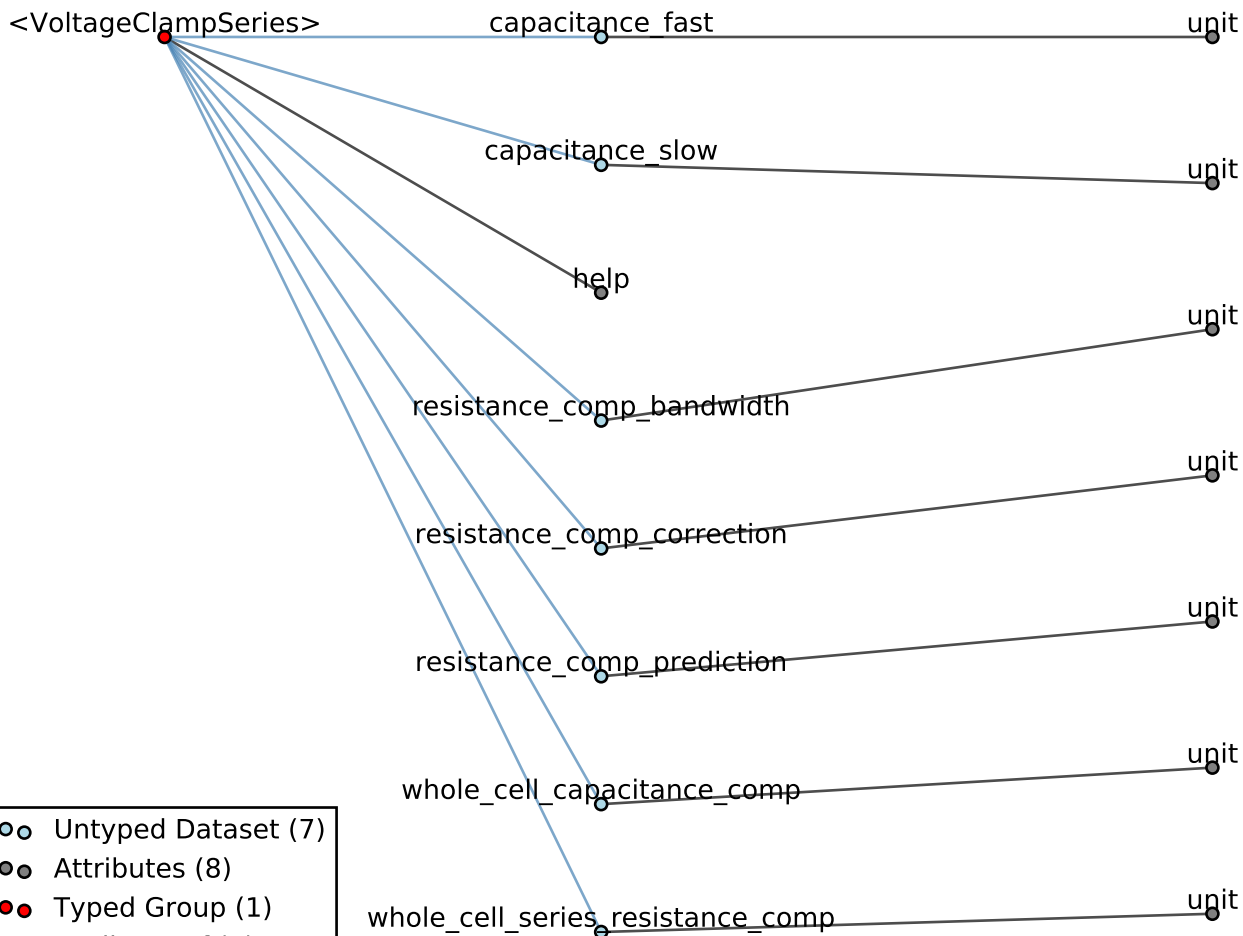 <VoltageClampSeries>
capacitance_fast
unit
capacitance_slow
unit
help
unit
resistance_comp_bandwidth
unit
resistance_comp_correction
unit
resistance_comp_prediction
unit
whole_cell_capacitance_comp
Untyped Dataset (7)
Attributes (8)
Typed Group (1)
unit
whole_cell_series_resistance_comp